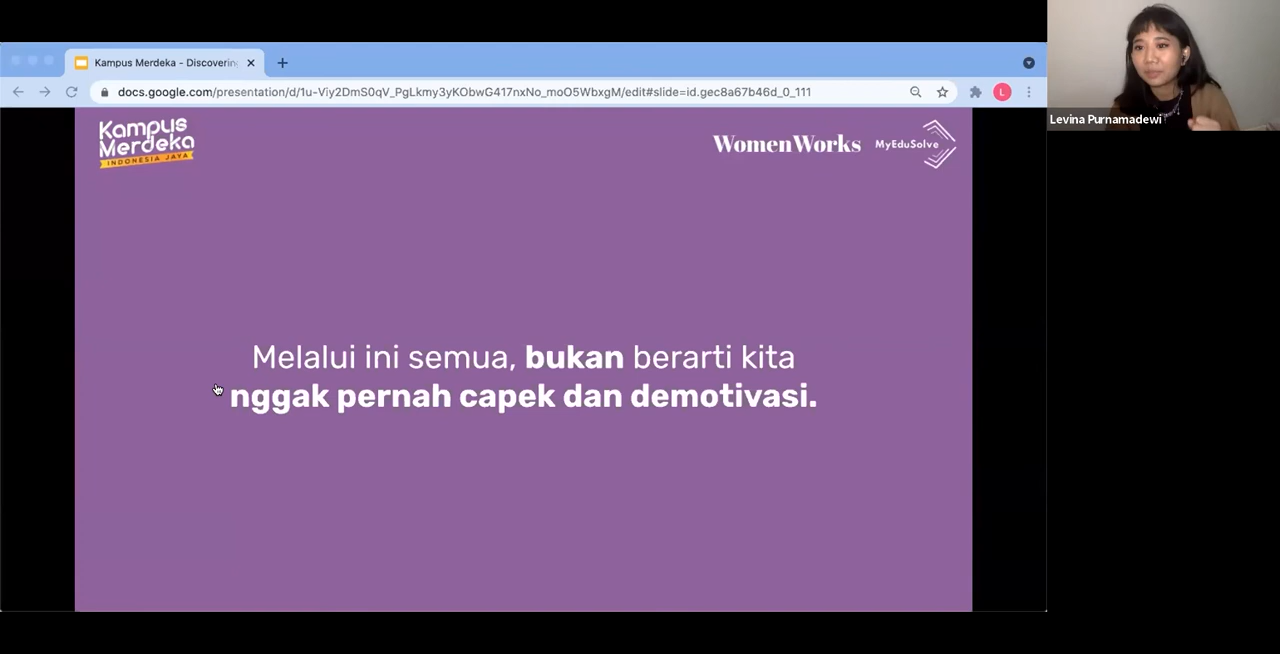 Kampus Merdeka - Discovering
docs.google.com/presentation/d/1u-Viy2DmS0qV_PgLkmy3yKObwG417nxNo_moO5WbxgM/edit#slide=id.gec8a67b46d_0_111
L
Levina Purnamadewi
Kampus
Merdeka
INDONESIA JAYA
WomenWorks
MyEduSolve
Melalui ini semua, bukan berarti kita
nggak pernah capek dan demotivasi.